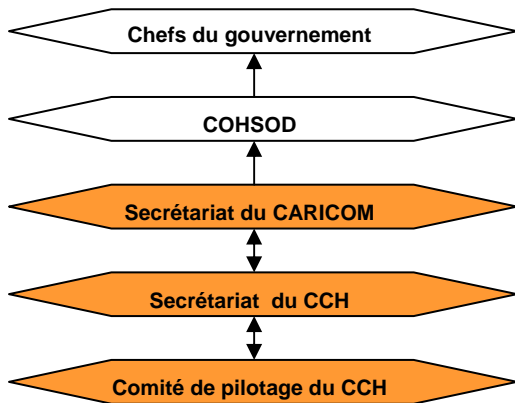 Chefs du gouvernement
COHSOD
Secrétariat du CARICOM
Secrétariat du CCH
Comité de pilotage du CCH